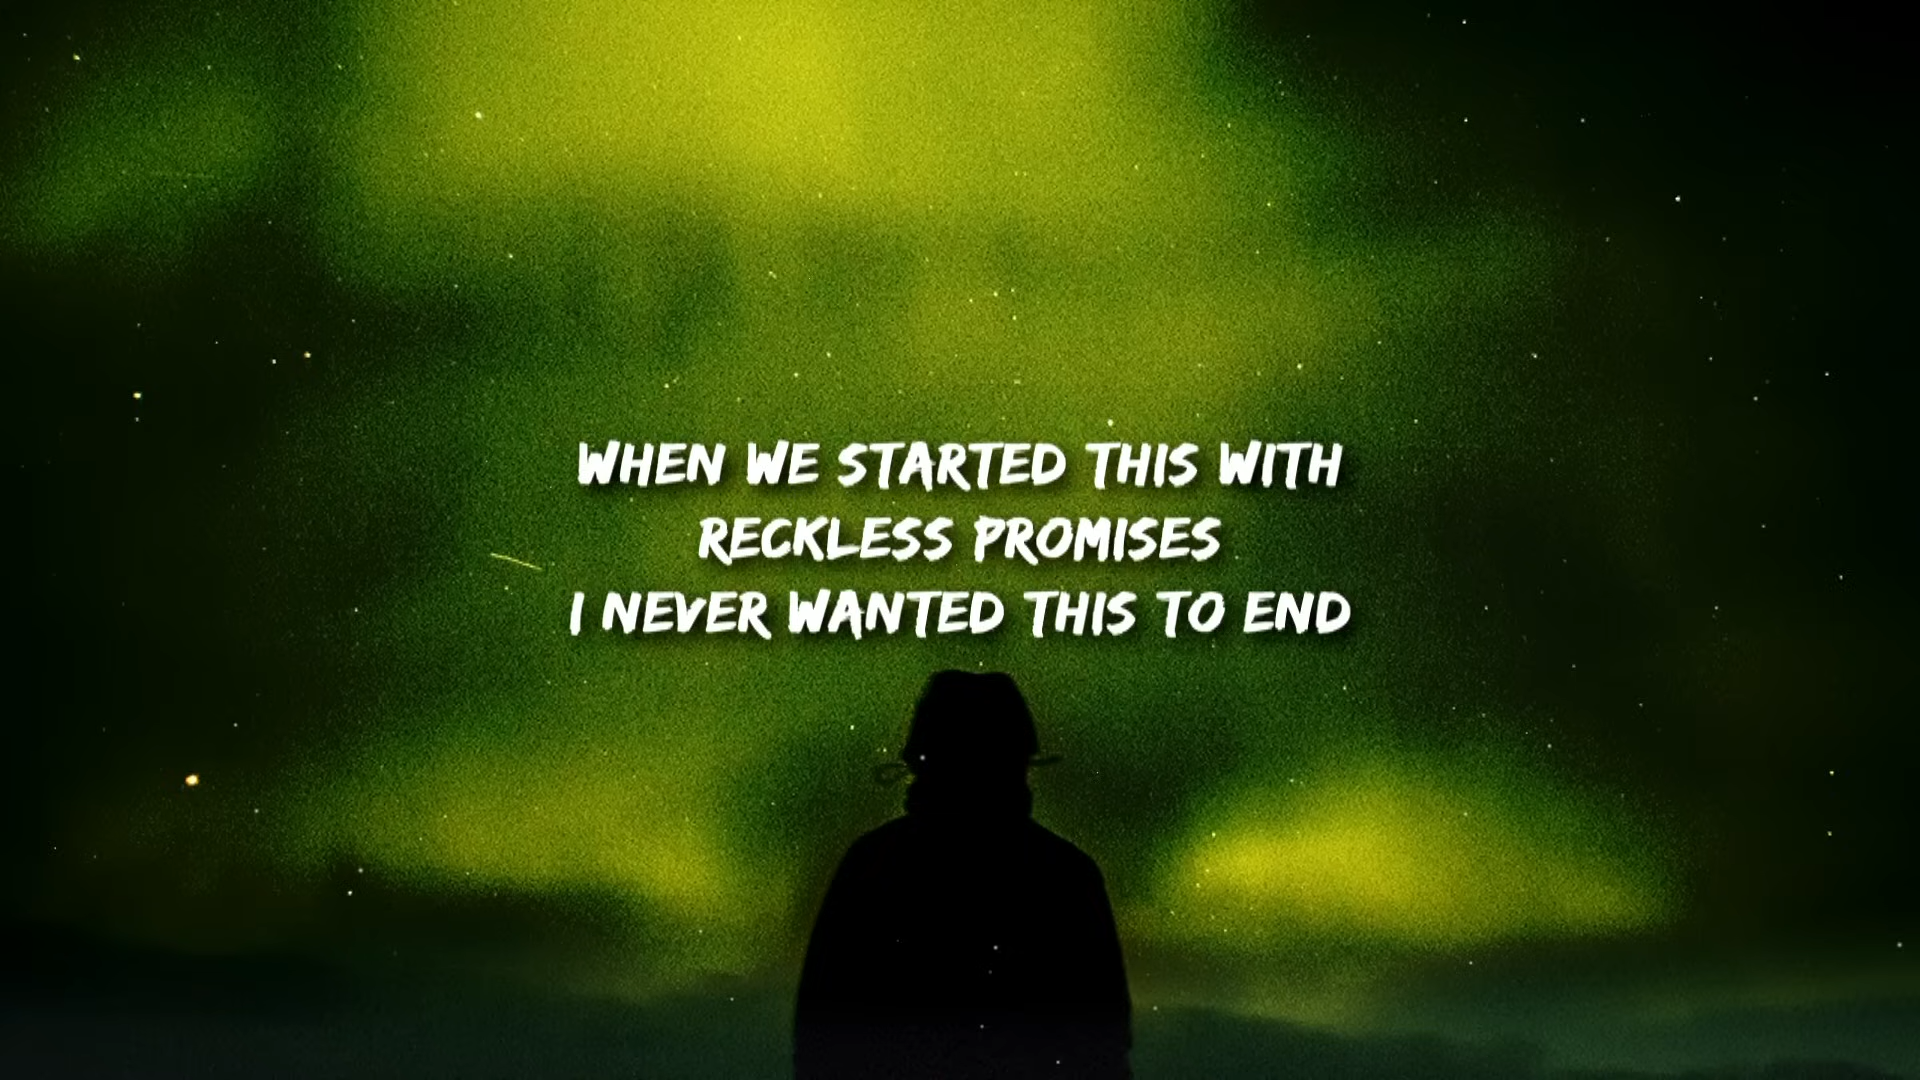 WHEN WE STARTED THIS WITH
RECKLESS PROMISES
I NEVER WANTED THIS TO END